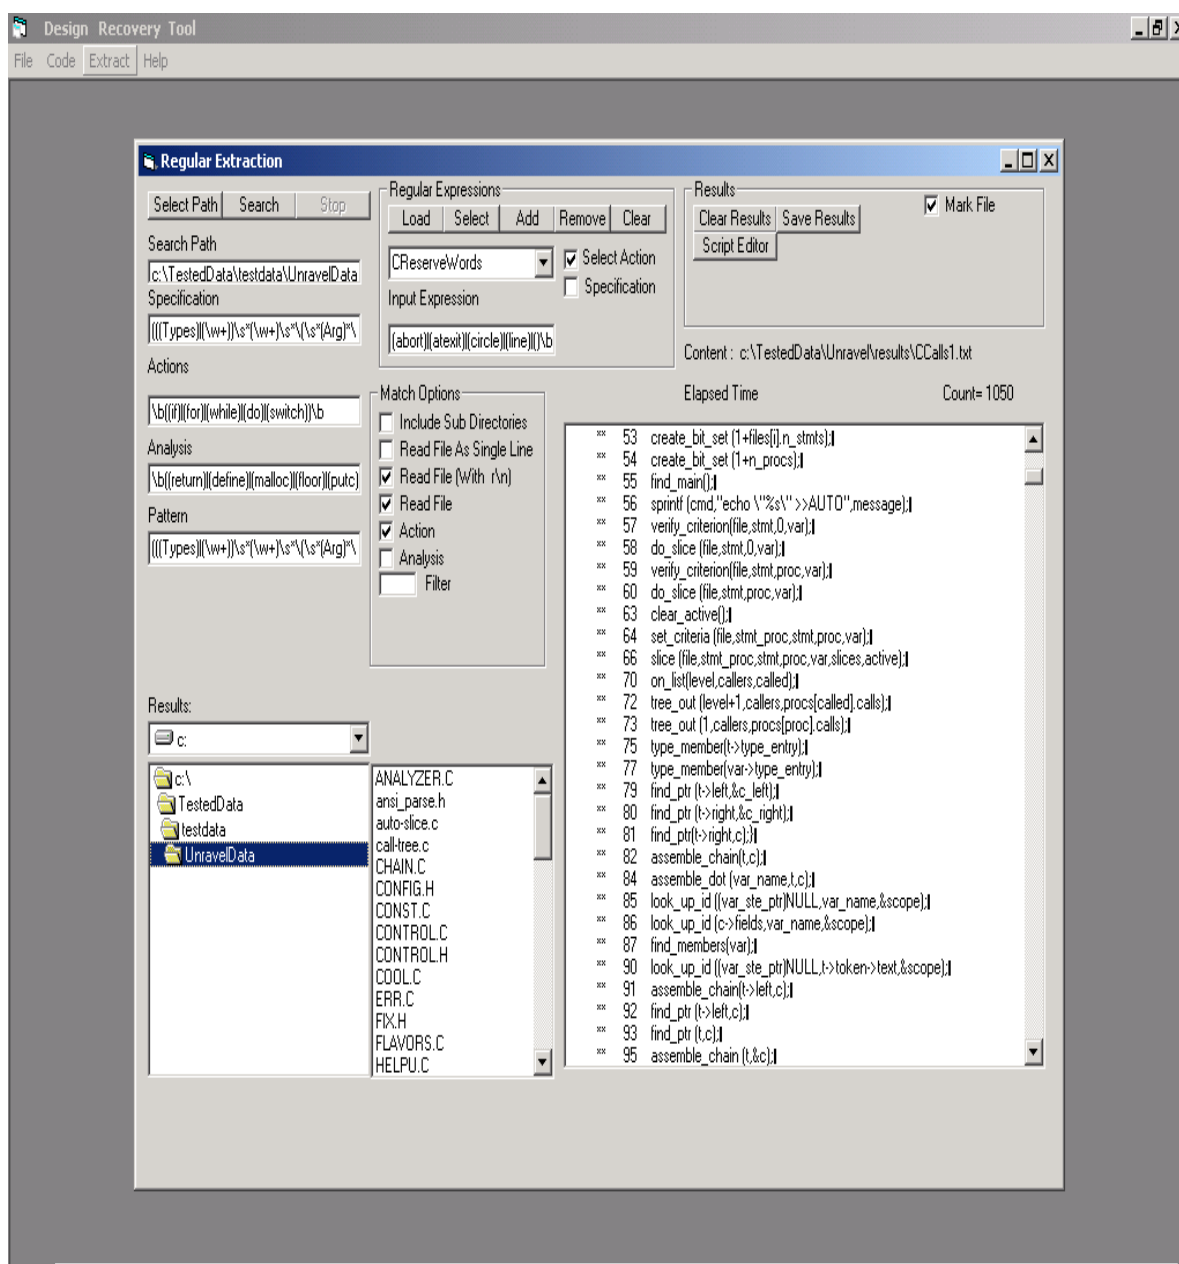 Design Recovery Tool
File Code Extract Help
Regular Extraction
Select Path Search Stop
Search Path
c:\TestedData\testdata\UnravelData
Specification
(((Types)|(\w+))\s*(\w+)\s*\(\s*(Arg)*\
Actions
\b((if)|(for)|(while)|(do)|(switch))\b
Analysis
\b((return)|(define)|(malloc)|(floor)|(putc)
Pattern
(((Types)|(\w+))\s*(\w+)\s*\(\s*(Arg)*\
Regular Expressions
Load Select Add Remove Clear
CReserveWords
Select Action
Specification
Input Expression
(abort)|(atexit)|(circle)|(line)|()\b
Match Options
Include Sub Directories
Read File As Single Line
Read File (With r\n)
Read File
Action
Analysis
Filter
Results
Clear Results Save Results
Script Editor
Mark File
Content : c:\TestedData\Unravel\results\CCalls1.txt
Elapsed Time Count= 1050
** 53 create_bit_set (1+files[i].n_stmts);
** 54 create_bit_set (1+n_procs);
** 55 find_main();
** 56 sprintf (cmd,"echo \"%s\" >>AUTO",message);
** 57 verify_criterion(file,stmt,0,var);
** 58 do_slice (file,stmt,0,var);
** 59 verify_criterion(file,stmt,proc,var);
** 60 do_slice (file,stmt,proc,var);
** 63 clear_active();
** 64 set_criteria (file,stmt_proc,stmt,proc,var);
** 66 slice (file,stmt_proc,stmt,proc,var,slices,active);
** 70 on_list(level,callers,called);
** 72 tree_out (level+1,callers,procs[called].calls);
** 73 tree_out (1,callers,procs[proc].calls);
** 75 type_member(t->type_entry);
** 77 type_member(var->type_entry);
** 79 find_ptr (t->left,&c_left);
** 80 find_ptr (t->right,&c_right);
** 81 find_ptr(t->right,c);}
** 82 assemble_chain(t,c);
** 84 assemble_dot (var_name,t,c);
** 85 look_up_id ((var_ste_ptr)NULL,var_name,&scope);
** 86 look_up_id (c->fields,var_name,&scope);
** 87 find_members(var);
** 90 look_up_id ((var_ste_ptr)NULL,t->token->text,&scope);
** 91 assemble_chain(t->left,c);
** 92 find_ptr (t->left,c);
** 93 find_ptr (t,c);
** 95 assemble_chain (t,&c);
Results:
c:
c:\
TestedData
testdata
UnravelData
ANALYZER.C
ansi_parse.h
auto-slice.c
call-tree.c
CHAIN.C
CONFIG.H
CONST.C
CONTROL.C
CONTROL.H
COOL.C
ERR.C
FIX.H
FLAVORS.C
HELPU.C